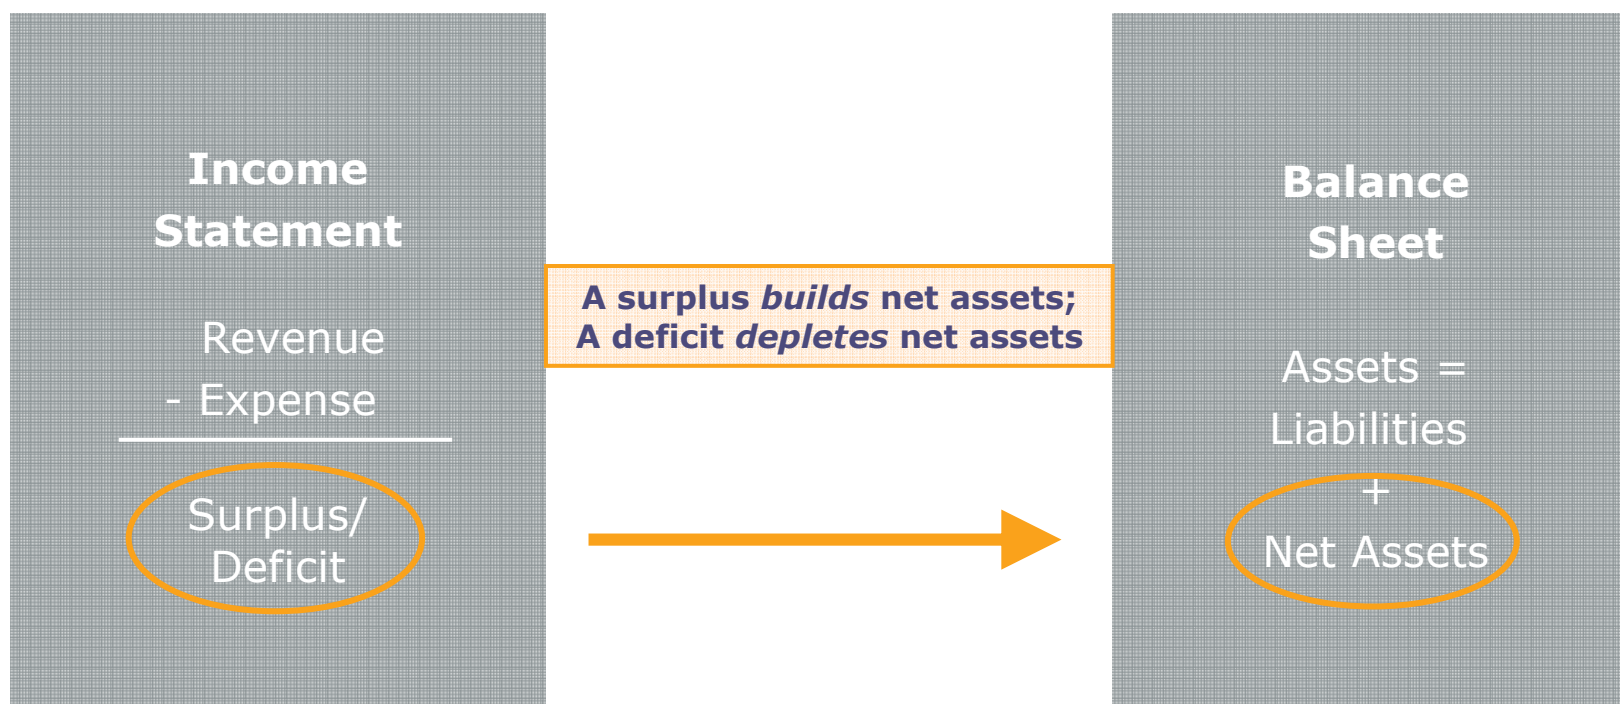 Income
Statement
Revenue
- Expense
Surplus/
Deficit
A surplus builds net assets;
A deficit depletes net assets
Balance
Sheet
Assets =
Liabilities
+
Net Assets